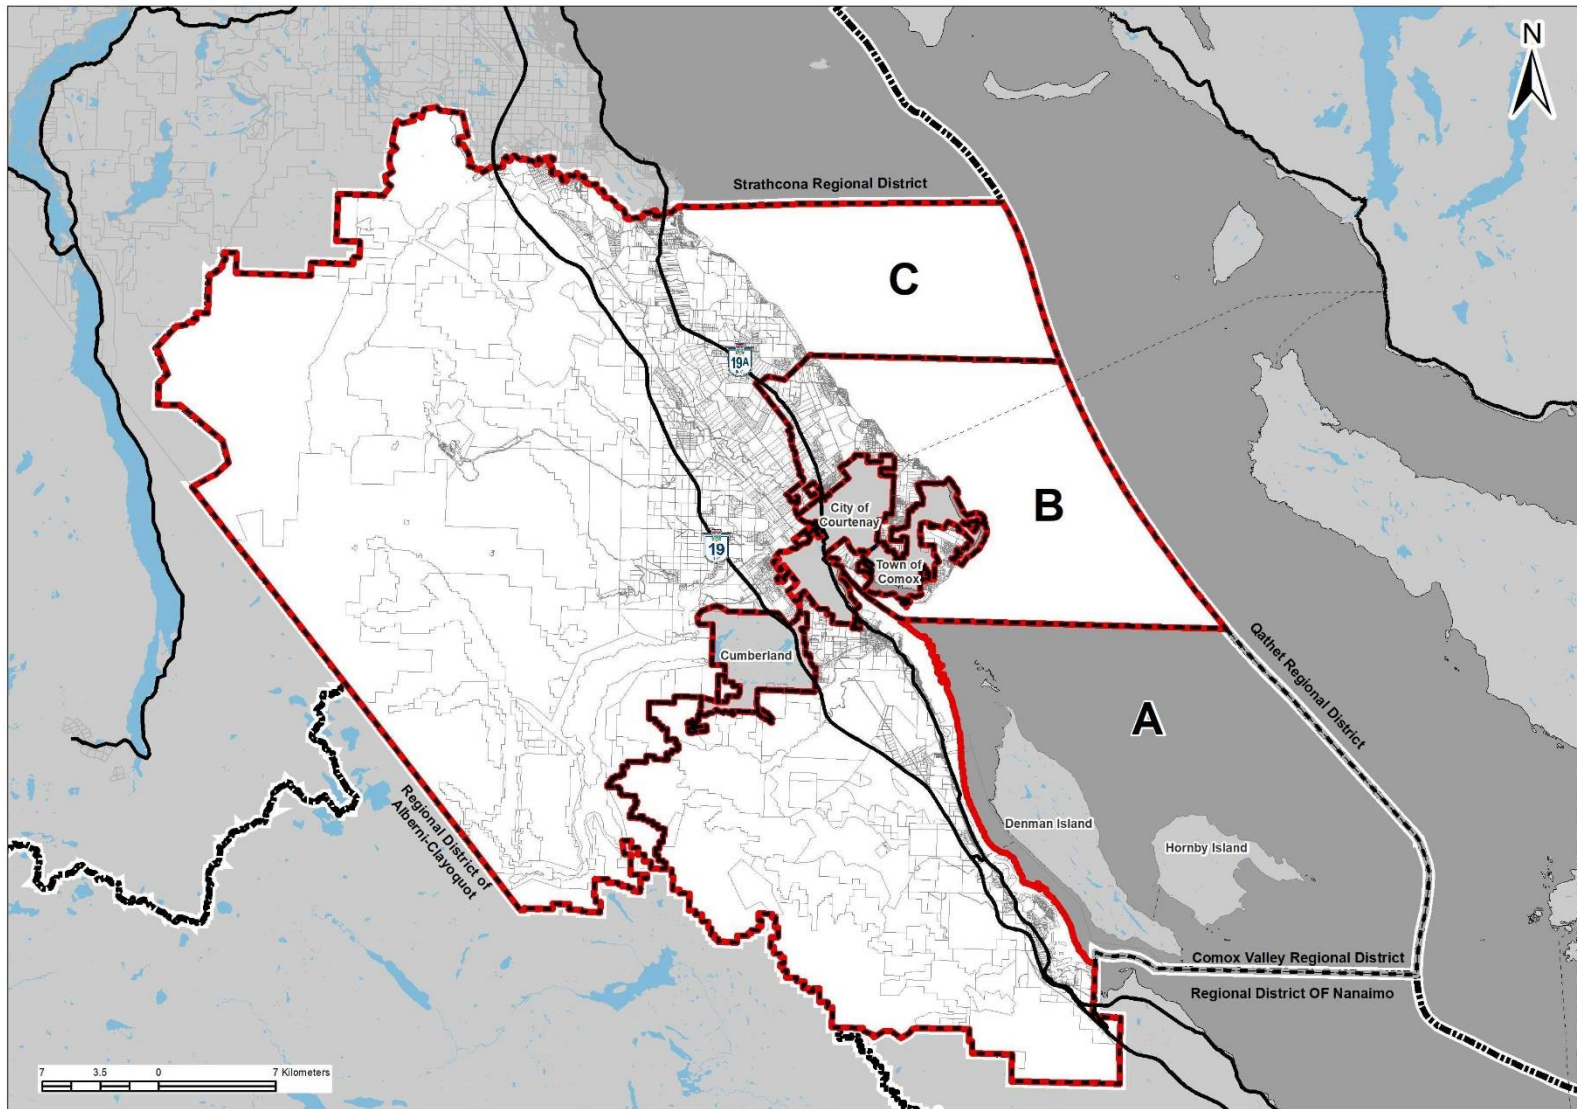 N
Strathcona Regional District
C
19A
B
City of
Courtenay
19
Town of
Comox
Cumberland
Qathet Regional District
A
Regional District of
Alberni-Clayoquot
Denman Island
Hornby Island
Comox Valley Regional District
Regional District OF Nanaimo
7 3.5 0 7 Kilometers